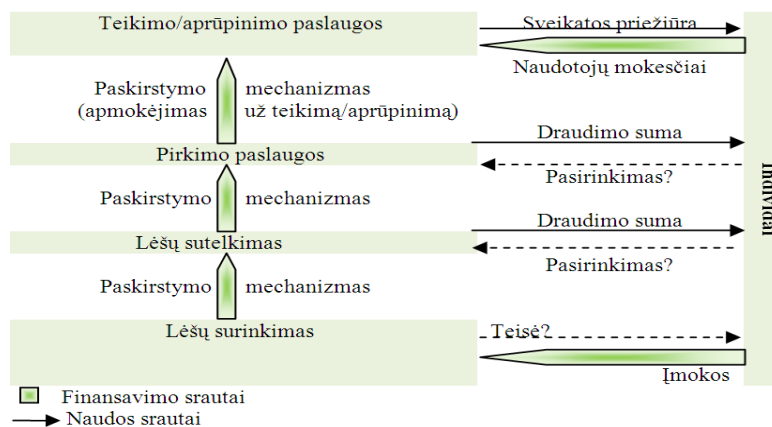 Teikimo/aprūpinimo paslaugos
Sveikatos priežiūra
Naudotojų mokesčiai
Paskirstymo mechanizmas
(apmokėjimas už teikimą/aprūpinimą)
Draudimo suma
Pirkimo paslaugos
Pasirinkimas?
Paskirstymo mechanizmas
Draudimo suma
Lėšų sutelkimas
Pasirinkimas?
Paskirstymo mechanizmas
Lėšų surinkimas
Teisė?
Įmokos
Individai
Finansavimo srautai
Naudos srautai